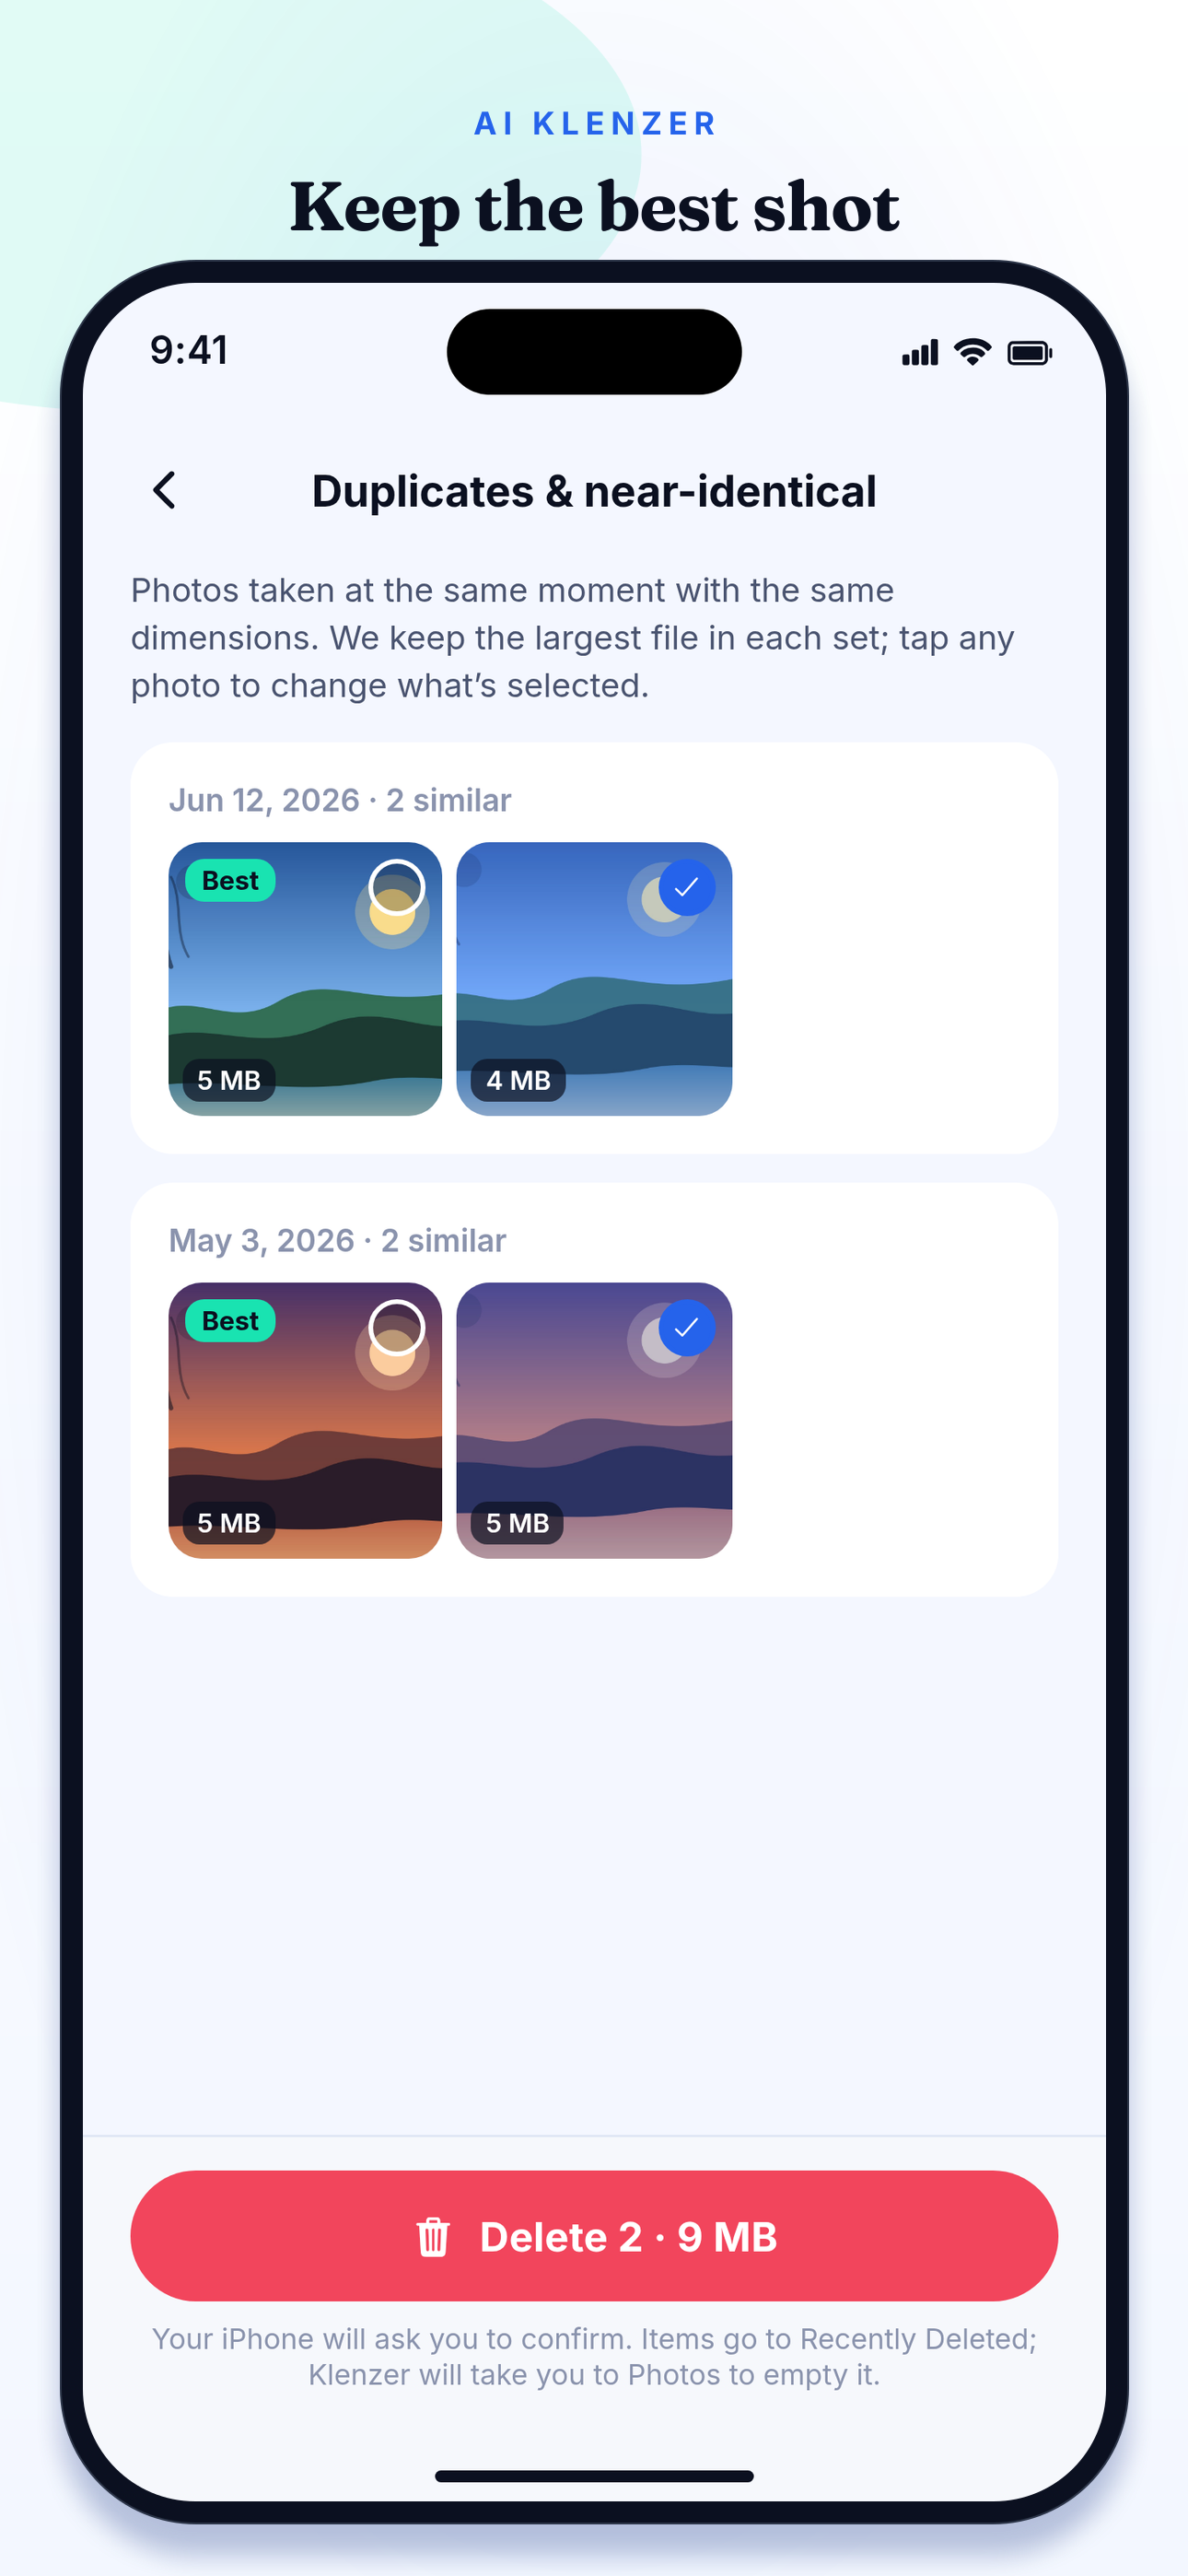 AI KLENZER
Keep the best shot
9:41
Duplicates & near-identical
Photos taken at the same moment with the same
dimensions. We keep the largest file in each set; tap any
photo to change what’s selected.
Jun 12, 2026 · 2 similar
Best
5 MB
4 MB
May 3, 2026 · 2 similar
Best
5 MB
5 MB
Delete 2 · 9 MB
Your iPhone will ask you to confirm. Items go to Recently Deleted;
Klenzer will take you to Photos to empty it.